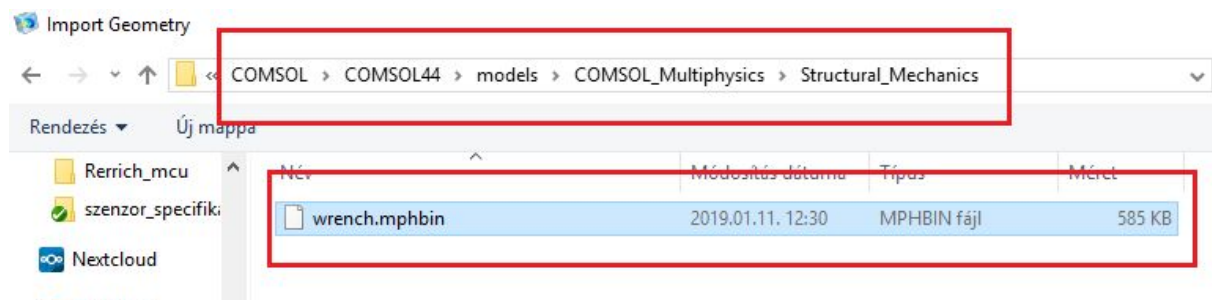 Import Geometry
« COMSOL > COMSOL44 > models > COMSOL_Multiphysics > Structural_Mechanics
Rendezés Új mappa
Rerrich_mcu
szenzor_specifiká
Nextcloud
Név Módosítás dátuma Típus Méret
wrench.mphbin 2019.01.11. 12:30 MPHBIN fájl 585 KB